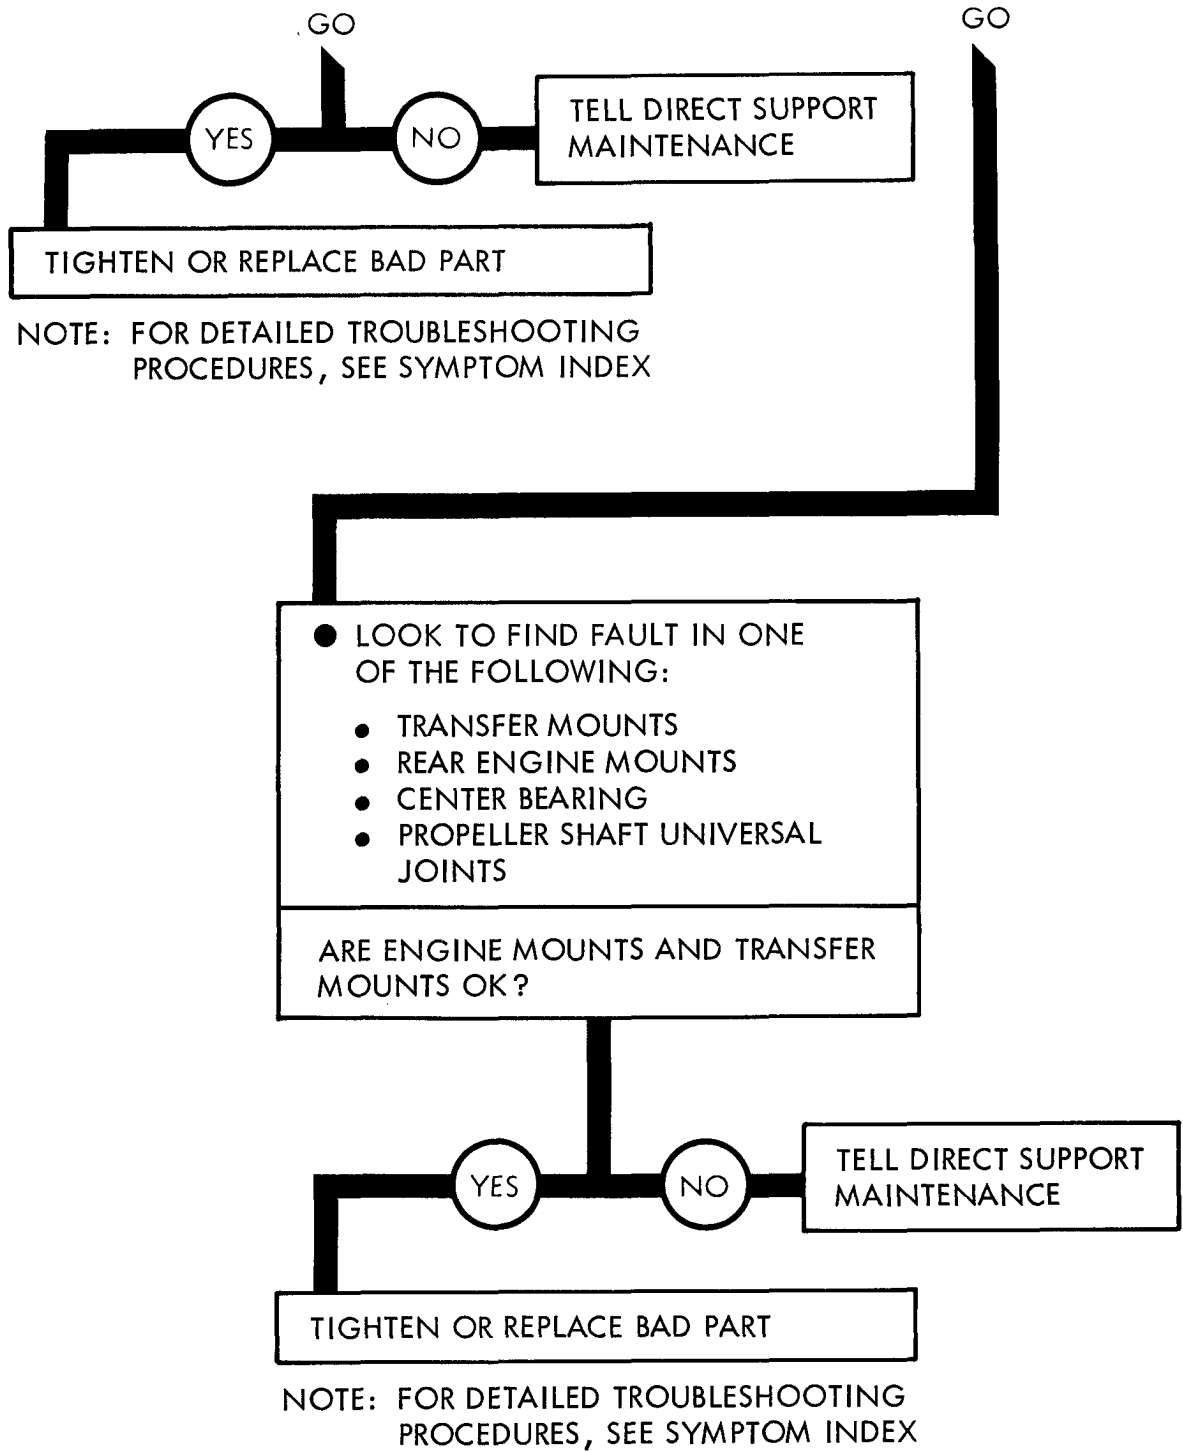 GO
GO
YES
NO
TELL DIRECT SUPPORT
MAINTENANCE
TIGHTEN OR REPLACE BAD PART
NOTE: FOR DETAILED TROUBLESHOOTING
PROCEDURES, SEE SYMPTOM INDEX
● LOOK TO FIND FAULT IN ONE
OF THE FOLLOWING:
● TRANSFER MOUNTS
● REAR ENGINE MOUNTS
● CENTER BEARING
● PROPELLER SHAFT UNIVERSAL
JOINTS
ARE ENGINE MOUNTS AND TRANSFER
MOUNTS OK?
YES
NO
TELL DIRECT SUPPORT
MAINTENANCE
TIGHTEN OR REPLACE BAD PART
NOTE: FOR DETAILED TROUBLESHOOTING
PROCEDURES, SEE SYMPTOM INDEX